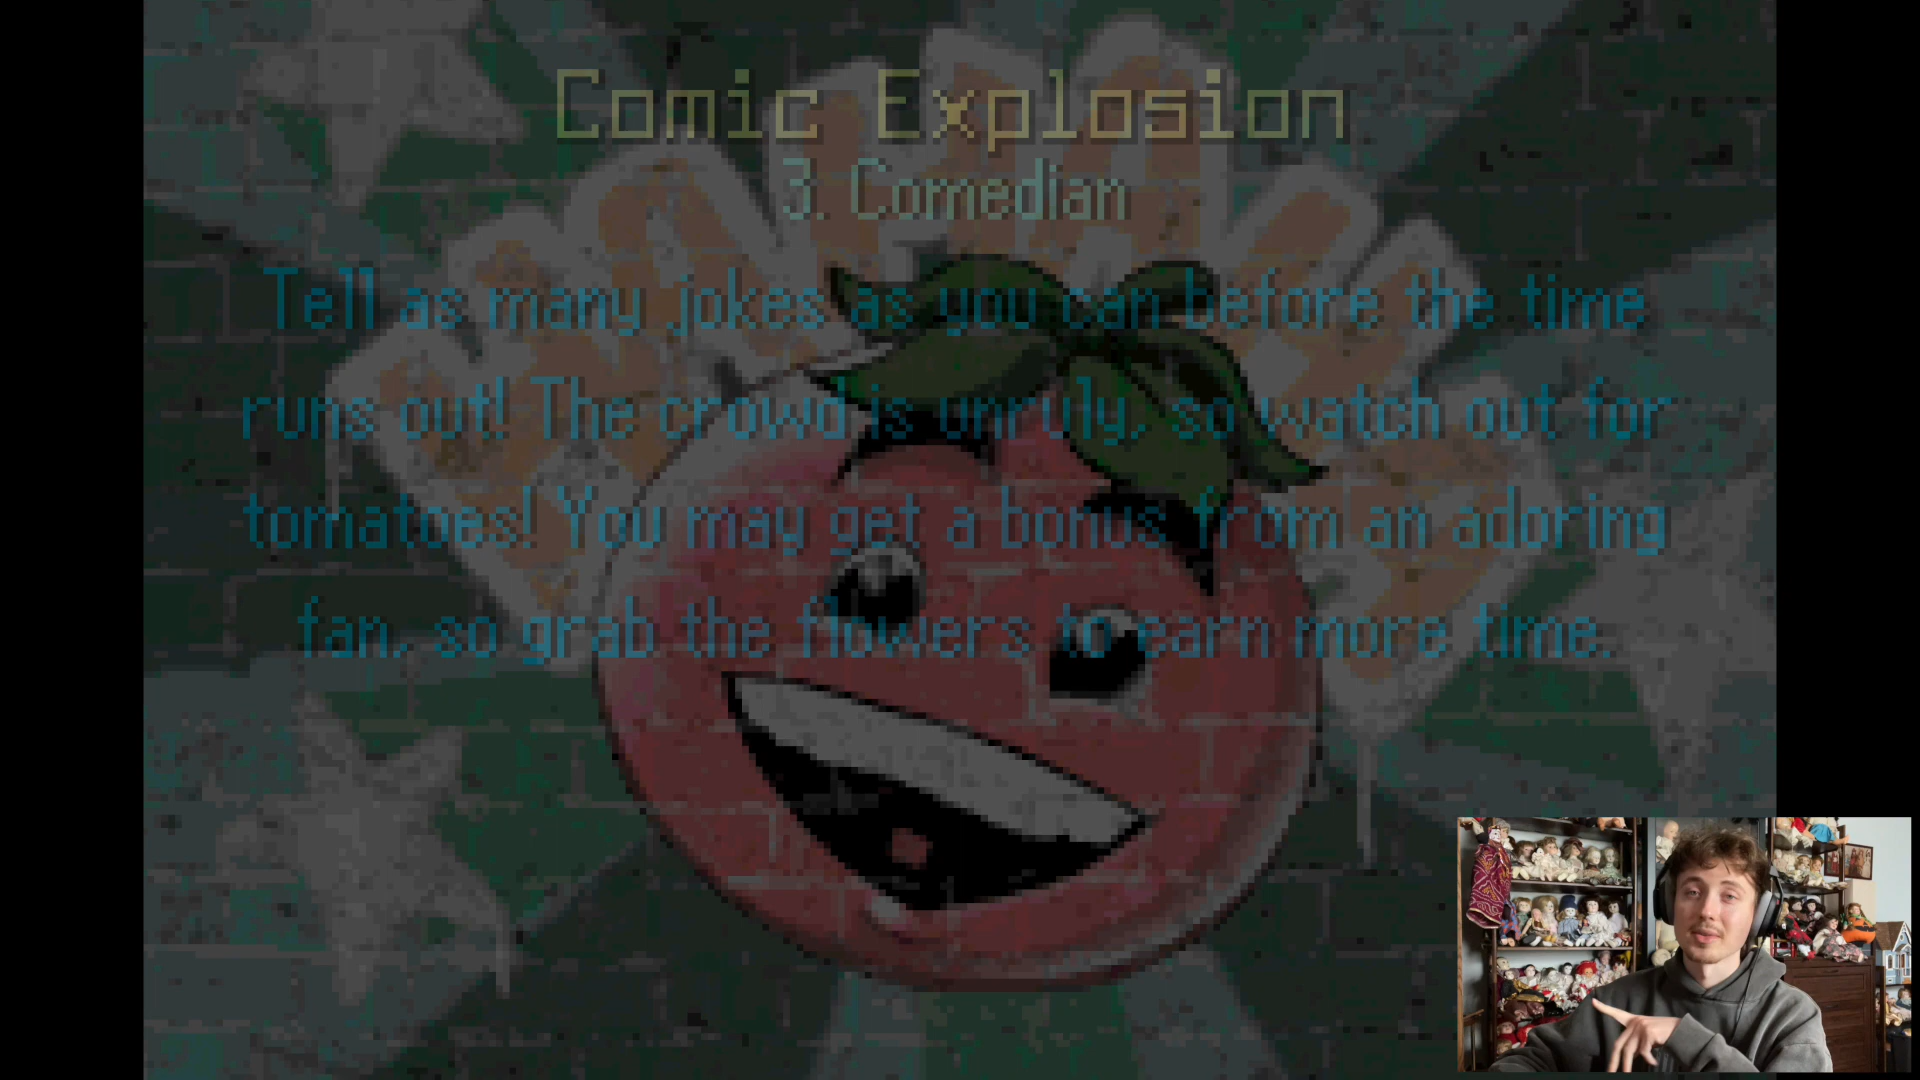 Comic Explosion
3. Comedian
Tell as many jokes as you can before the time
runs out! The crowd is unruly, so watch out for
tomatoes! You may get a bonus from an adoring
fan, so grab the flowers to earn more time.